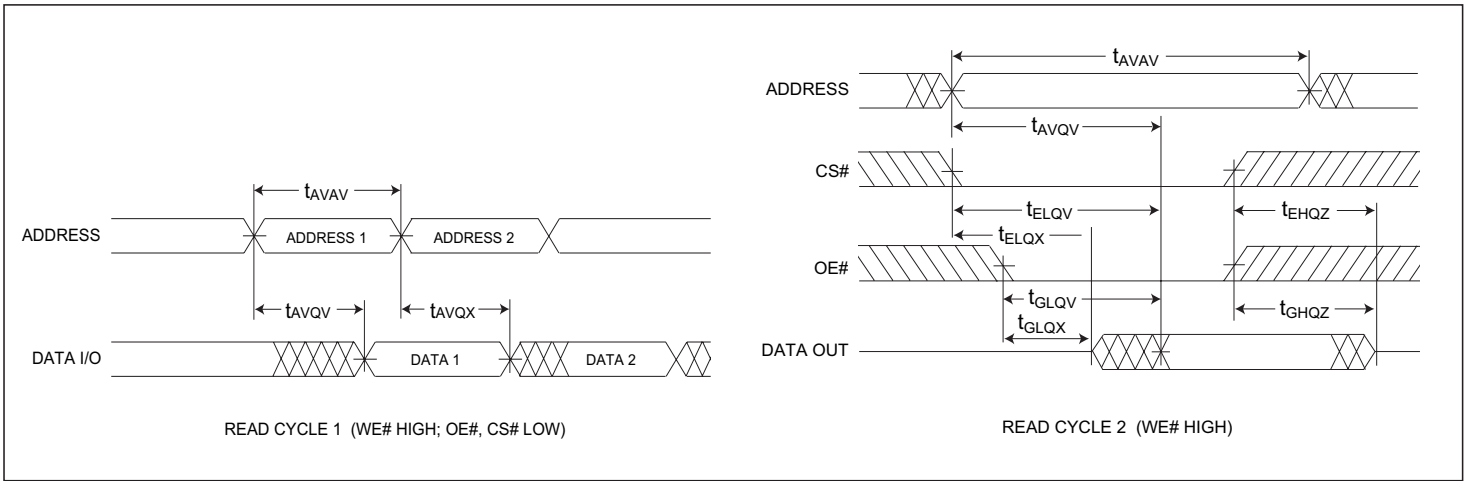 tAVAV
ADDRESS
ADDRESS 1
ADDRESS 2
tAVQV
tAVQX
DATA I/O
DATA 1
DATA 2
READ CYCLE 1 (WE# HIGH; OE#, CS# LOW)
tAVAV
ADDRESS
tAVQV
CS#
tELQV
tEHQZ
tELQX
OE#
tGLQV
tGHQZ
tGLQX
DATA OUT
READ CYCLE 2 (WE# HIGH)